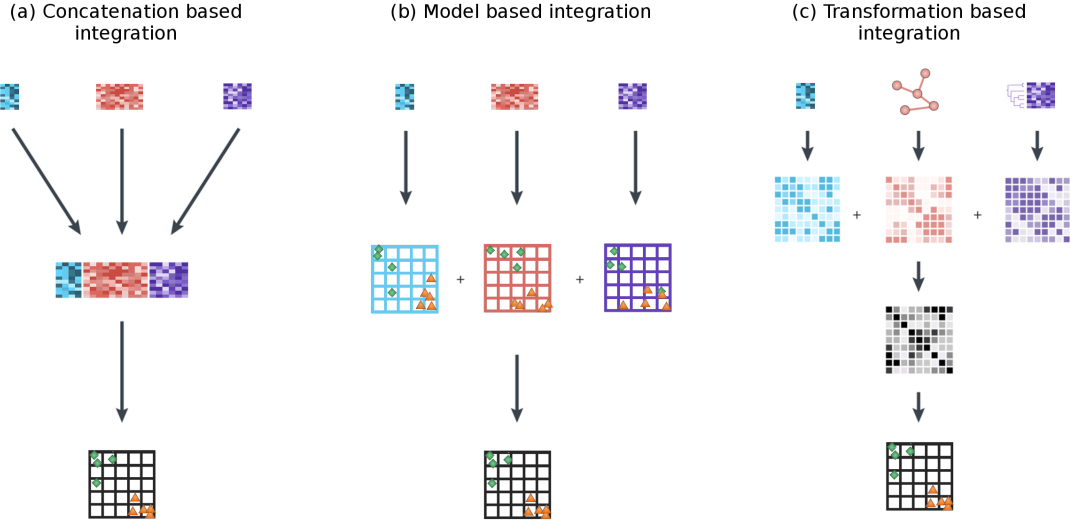 (a) Concatenation based
integration
(b) Model based integration
(c) Transformation based
integration
+
+
+
+